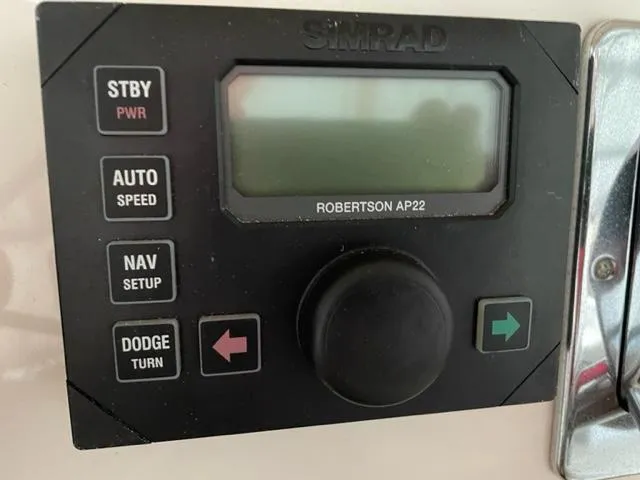 SIMRAD
STBY
PWR
AUTO
SPEED
NAV
SETUP
DODGE
TURN
ROBERTSON AP22